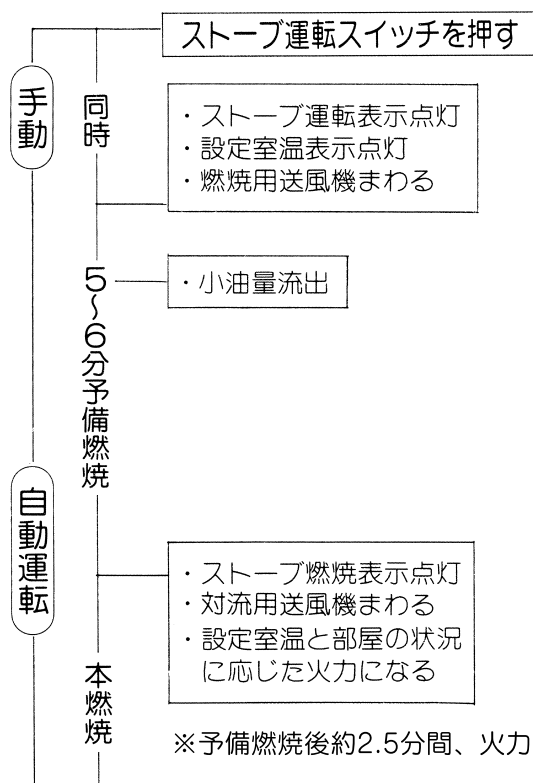 ストーブ運転スイッチを押す
手動
同時
・ストーブ運転表示点灯
・設定室温表示点灯
・燃焼用送風機まわる
5～6分予備燃焼
・小油量流出
自動運転
・ストーブ燃焼表示点灯
・対流用送風機まわる
・設定室温と部屋の状況
に応じた火力になる
本燃焼
※予備燃焼後約2.5分間、火力